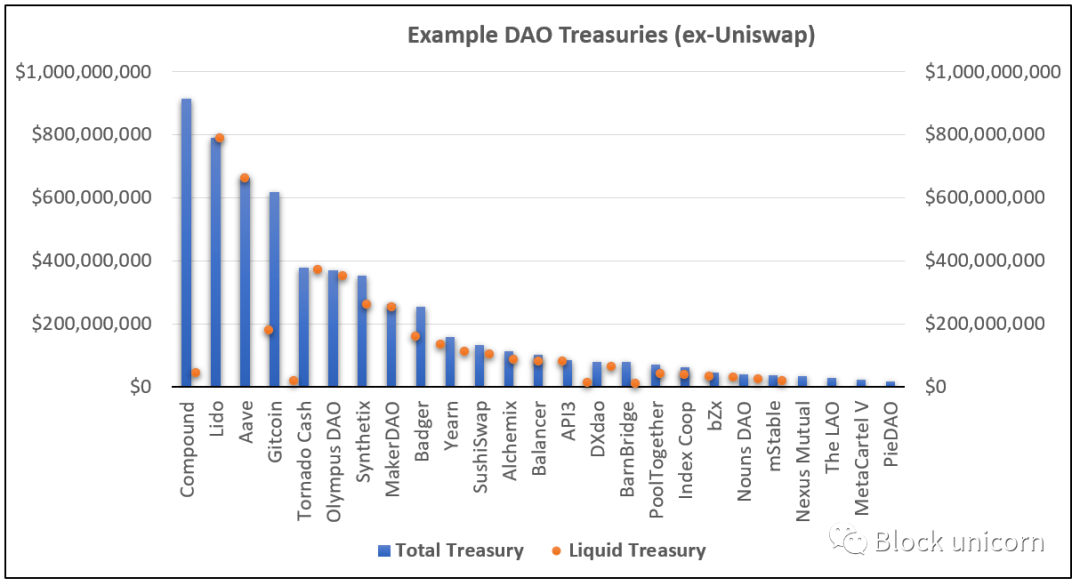 Example DAO Treasuries (ex-Uniswap)
$1,000,000,000
$1,000,000,000
$800,000,000
$800,000,000
$600,000,000
$600,000,000
$400,000,000
$400,000,000
$200,000,000
$200,000,000
$0
$0
Compound
Lido
Aave
Gitcoin
Tornado Cash
Olympus DAO
Synthetix
MakerDAO
Badger
Yearn
SushiSwap
Alchemix
Balancer
API3
DXdao
BarnBridge
PoolTogether
Index Coop
bZx
Nouns DAO
mStable
Nexus Mutual
The LAO
MetaCartel V
PieDAO
Total Treasury
Liquid Treasury
Block unicorn